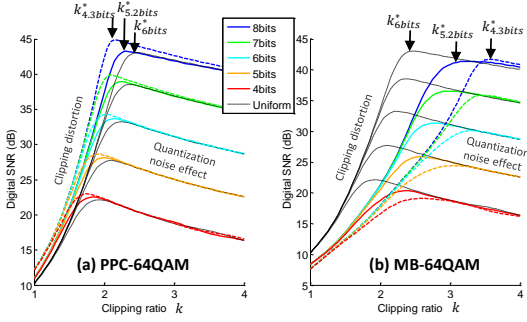 k*4.3bits k*5.2bits k*6bits
k*6bits k*5.2bits k*4.3bits
8bits
7bits
6bits
5bits
4bits
Uniform
Digital SNR (dB)
45
40
35
30
25
20
15
10
Clipping distortion
Quantization
noise effect
(a) PPC-64QAM
1 2 3 4
Clipping ratio k
Digital SNR (dB)
45
40
35
30
25
20
15
10
5
Clipping distortion
Quantization
noise effect
(b) MB-64QAM
1 2 3 4
Clipping ratio k